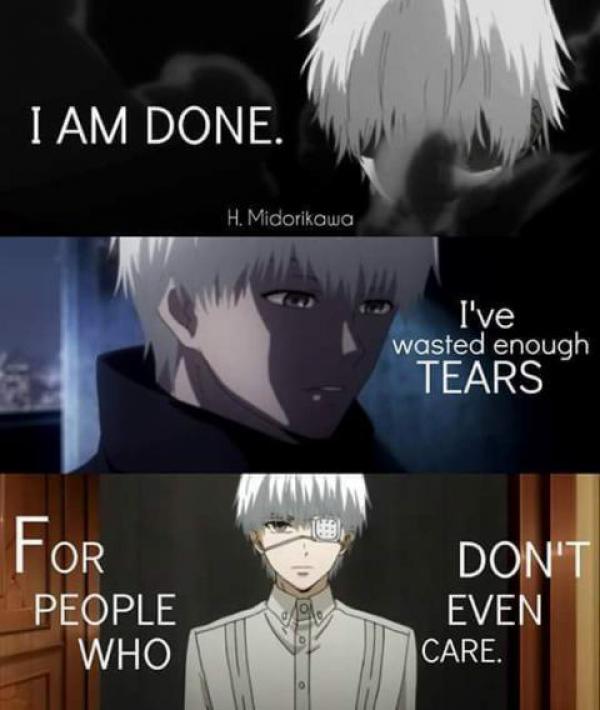 I AM DONE.
H. Midorikawa
I've
wasted enough
TEARS
FOR
PEOPLE
WHO
DON'T
EVEN
CARE.